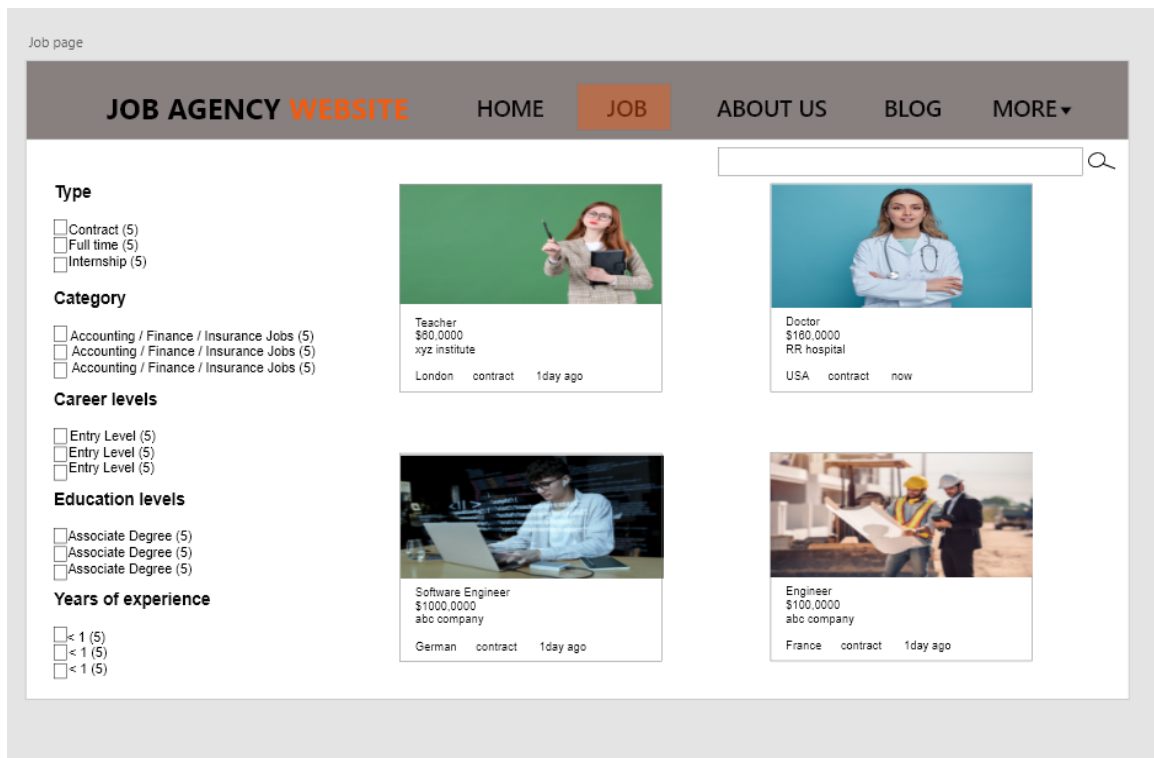 Job page
JOB AGENCY WEBSITE
HOME
JOB
ABOUT US
BLOG
MORE
Type
Contract (5)
Full time (5)
Internship (5)
Category
Accounting / Finance / Insurance Jobs (5)
Accounting / Finance / Insurance Jobs (5)
Accounting / Finance / Insurance Jobs (5)
Career levels
Entry Level (5)
Entry Level (5)
Entry Level (5)
Education levels
Associate Degree (5)
Associate Degree (5)
Associate Degree (5)
Years of experience
< 1 (5)
< 1 (5)
< 1 (5)
Teacher
$60,0000
xyz institute
London contract 1day ago
Doctor
$160,0000
RR hospital
USA contract now
Software Engineer
$1000,0000
abc company
German contract 1day ago
Engineer
$100,0000
abc company
France contract 1day ago